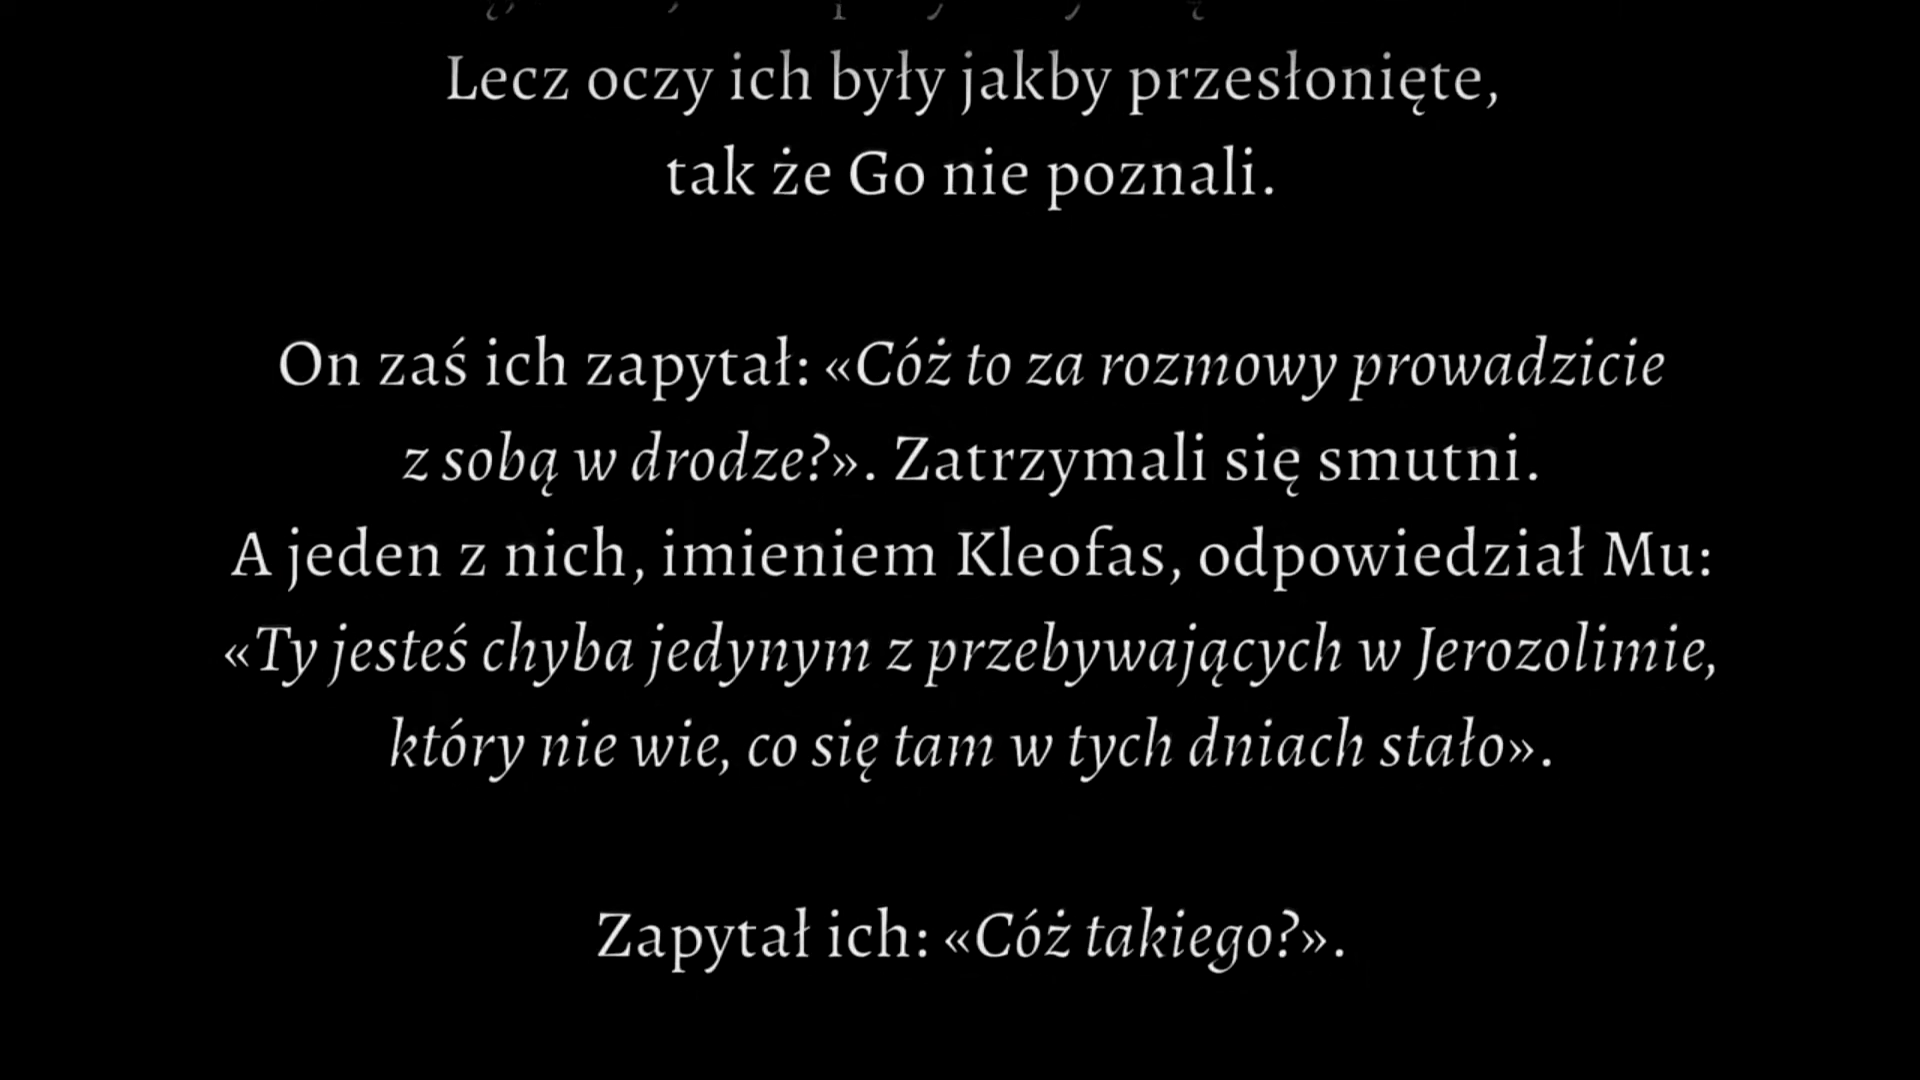 Lecz oczy ich były jakby przesłonięte,
tak że Go nie poznali.
On zaś ich zapytał: «Cóż to za rozmowy prowadzicie
z sobą w drodze?». Zatrzymali się smutni.
A jeden z nich, imieniem Kleofas, odpowiedział Mu:
«Ty jesteś chyba jedynym z przebywających w Jerozolimie,
który nie wie, co się tam w tych dniach stało».
Zapytał ich: «Cóż takiego?».